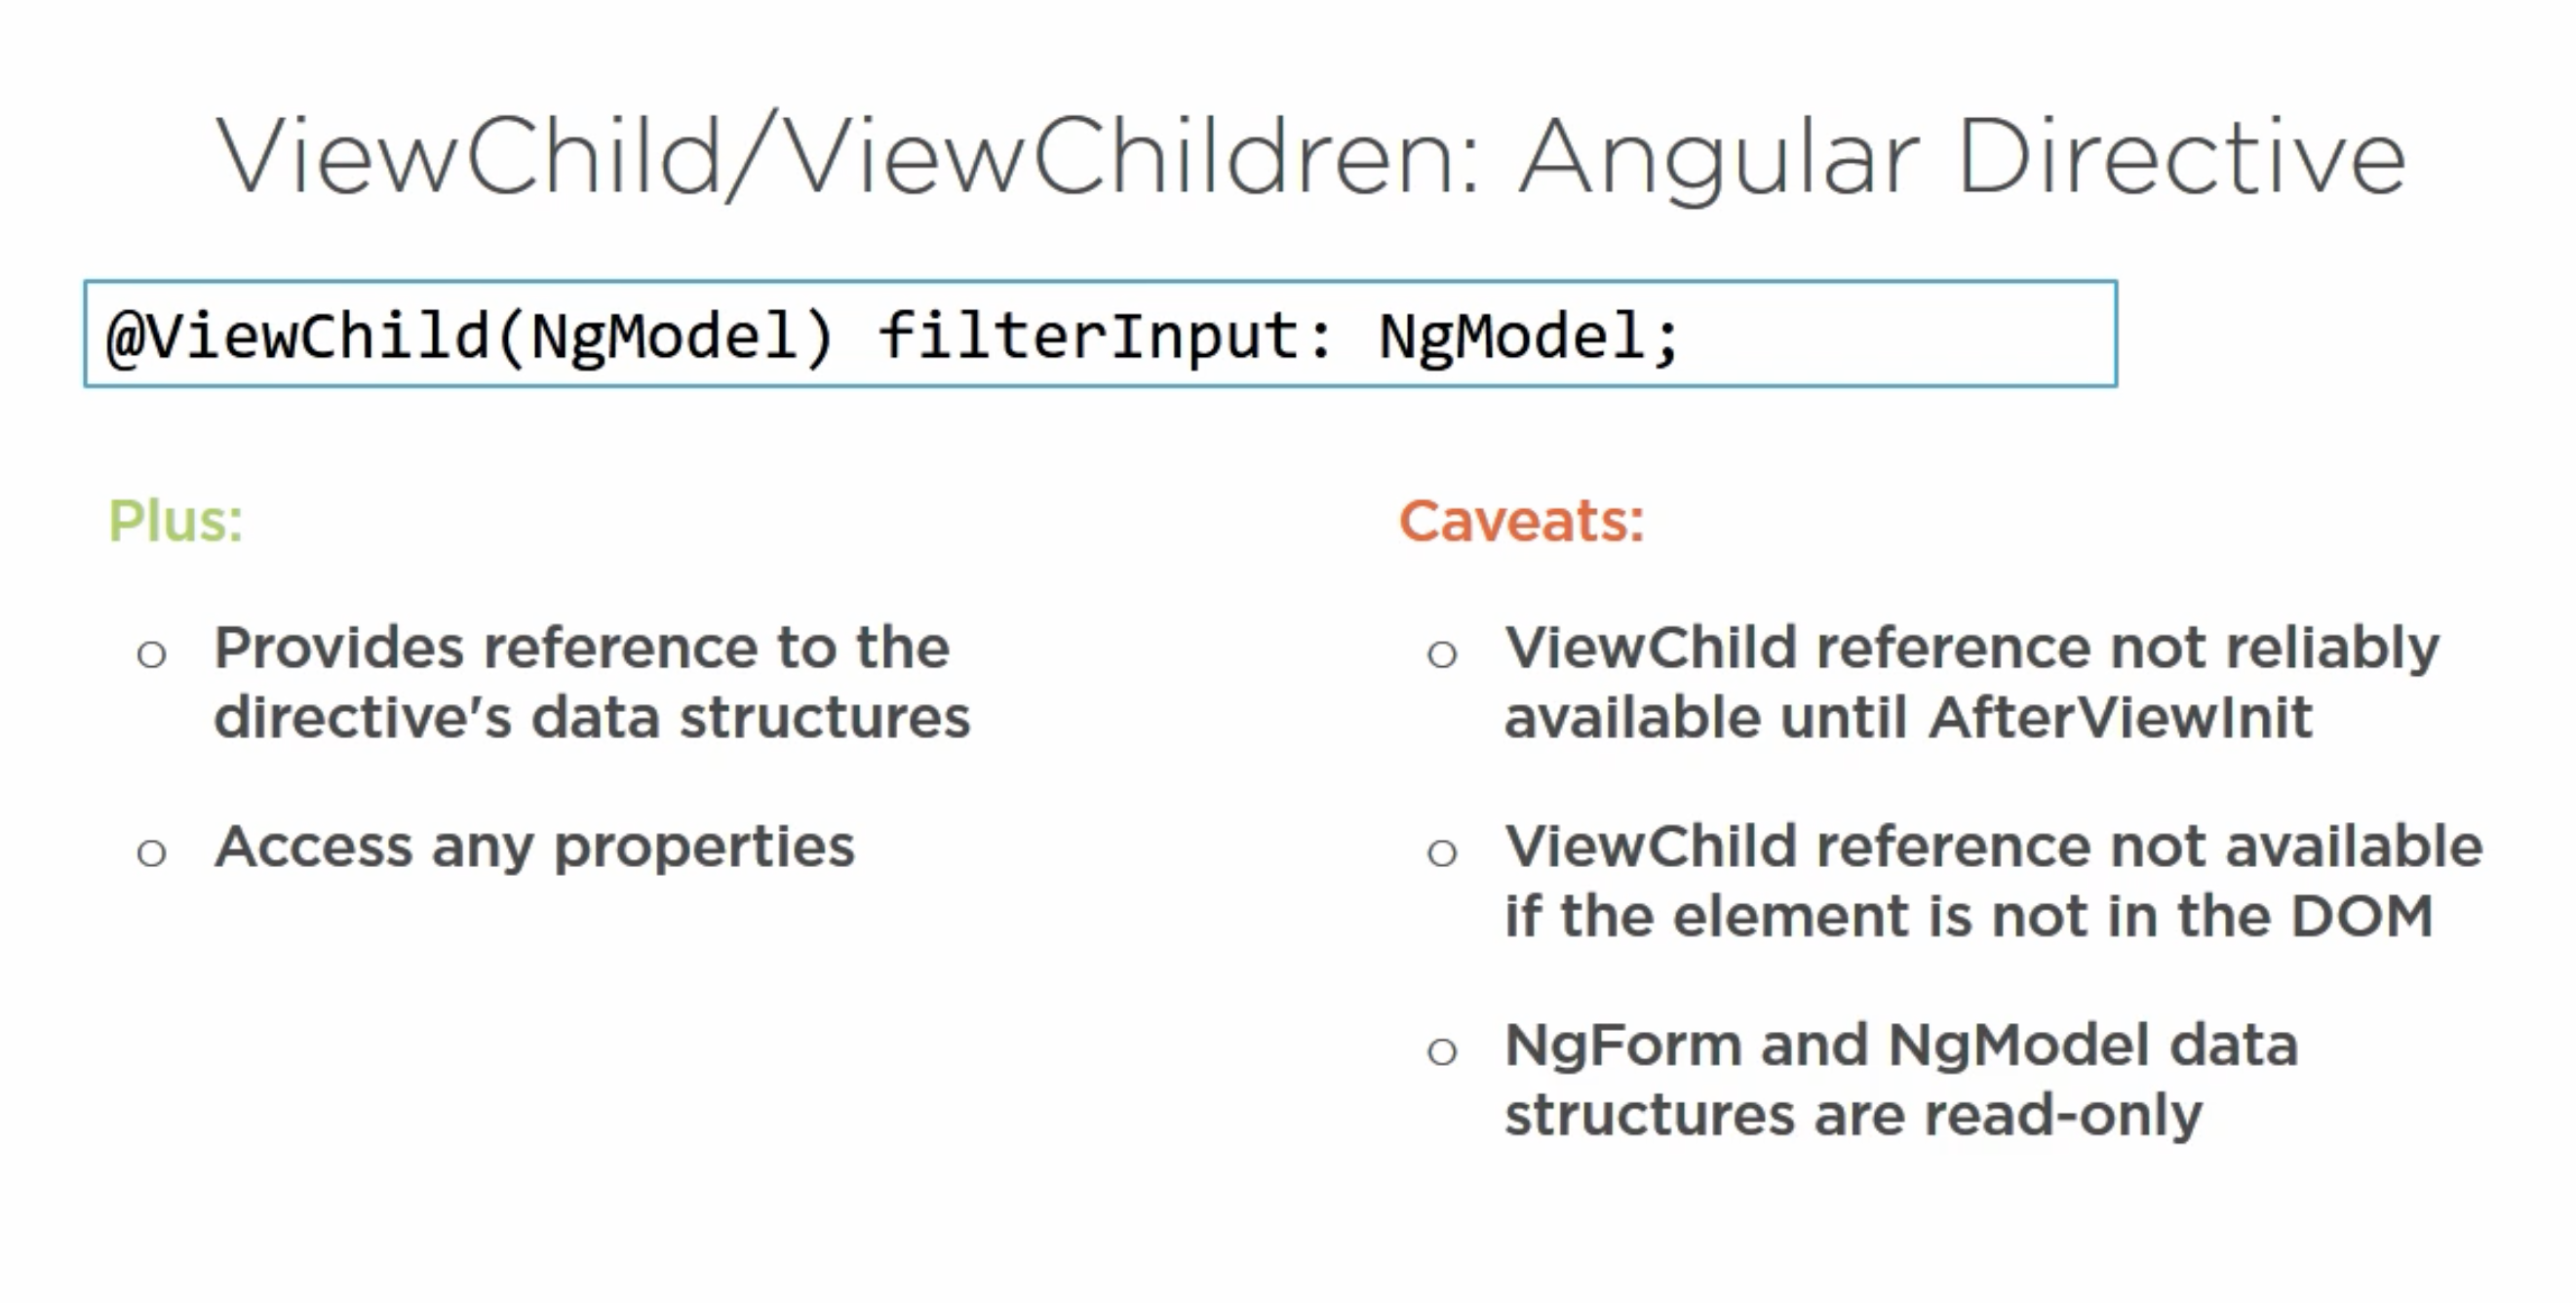 ViewChild/ViewChildren: Angular Directive
@ViewChild(NgModel) filterInput: NgModel;
Plus:
○ Provides reference to the
directive's data structures
○ Access any properties
Caveats:
○ ViewChild reference not reliably
available until AfterViewInit
○ ViewChild reference not available
if the element is not in the DOM
○ NgForm and NgModel data
structures are read-only